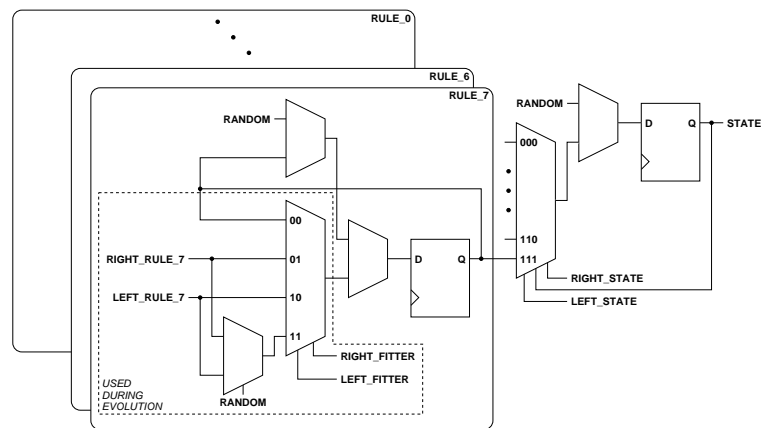 RULE_0
RULE_6
RULE_7
RANDOM
RANDOM
D Q
STATE
000
110
111
RIGHT_STATE
LEFT_STATE
00
01
10
11
RIGHT_RULE_7
LEFT_RULE_7
D Q
RIGHT_FITTER
LEFT_FITTER
RANDOM
USED
DURING
EVOLUTION